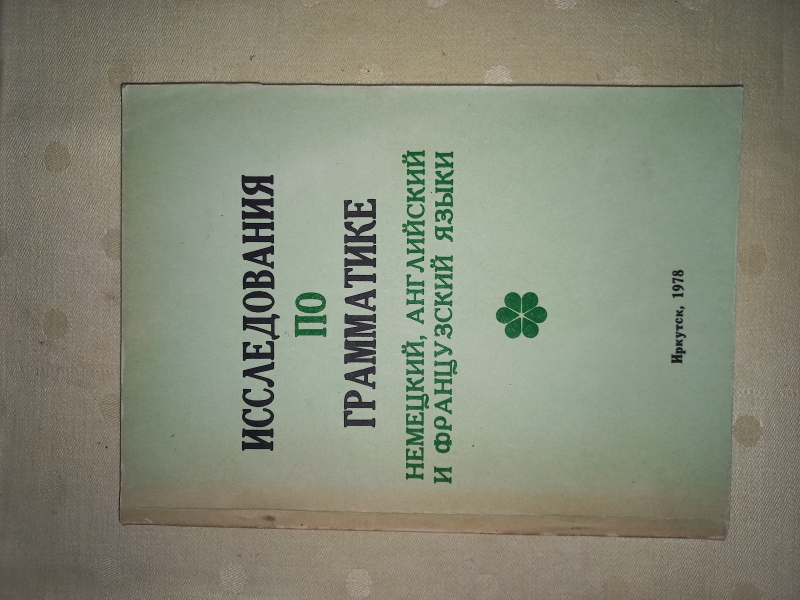 ИССЛЕДОВАНИЯ
ПО
ГРАММАТИКЕ
НЕМЕЦКИЙ, АНГЛИЙСКИЙ
И ФРАНЦУЗСКИЙ ЯЗЫКИ
Иркутск, 1978